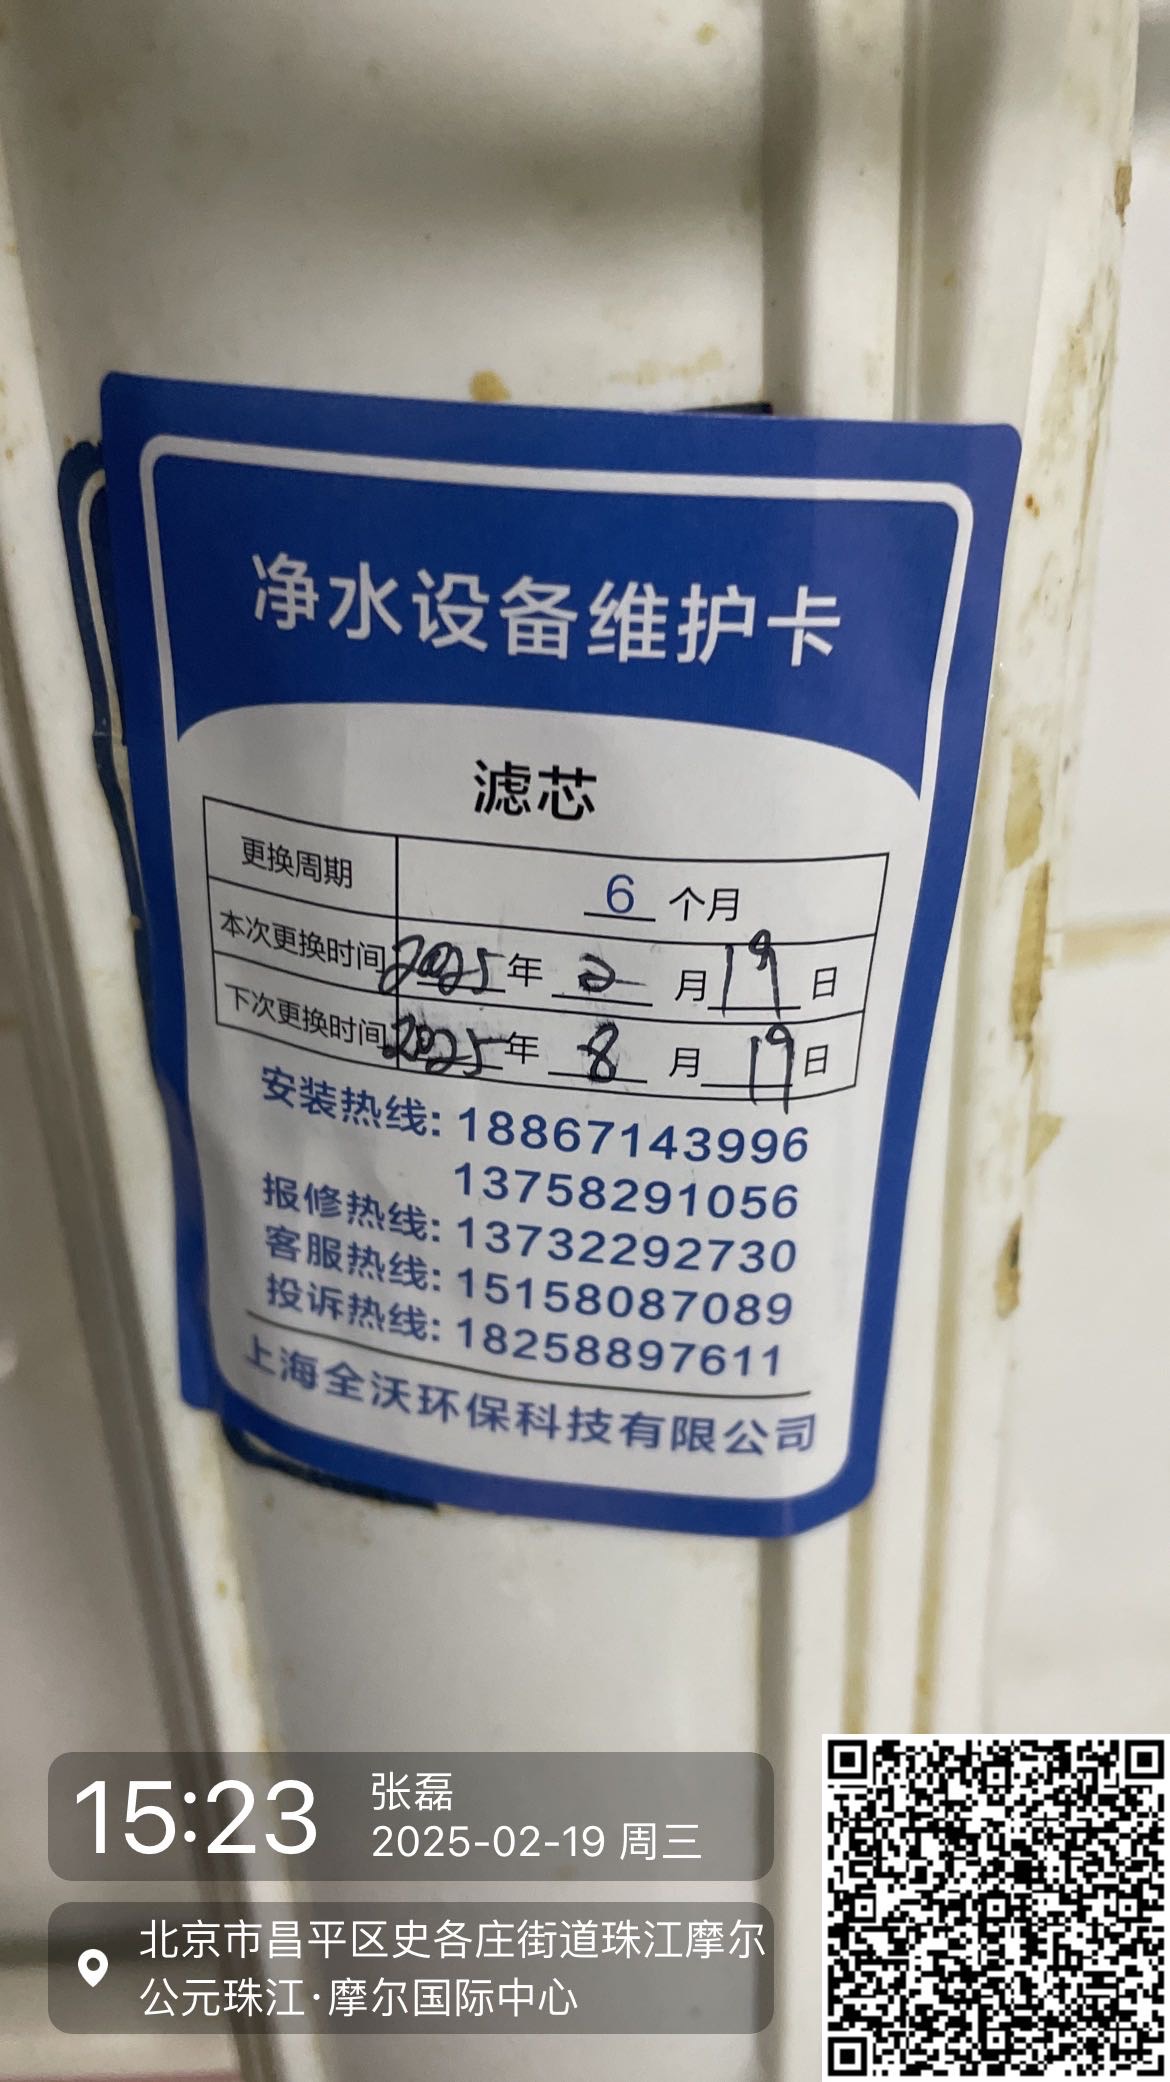 净水设备维护卡
滤芯
更换周期 6 个月
本次更换时间 2025 年 2 月 19 日
下次更换时间 2025 年 8 月 19 日
安装热线: 18867143996
13758291056
报修热线: 13732292730
客服热线: 15158087089
投诉热线: 18258897611
上海全沃环保科技有限公司
15:23
张磊
2025-02-19 周三
北京市昌平区史各庄街道珠江摩尔
公元珠江·摩尔国际中心